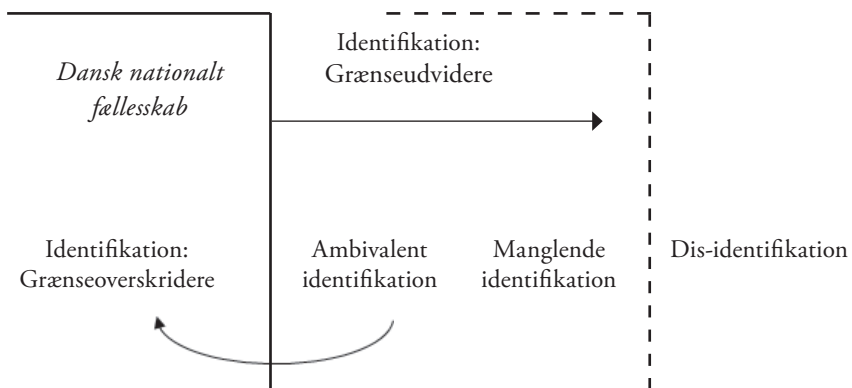 Dansk nationalt
fællesskab
Identifikation:
Grænseudvidere
Identifikation:
Grænseoverskridere
Ambivalent
identifikation
Manglende
identifikation
Dis-identifikation